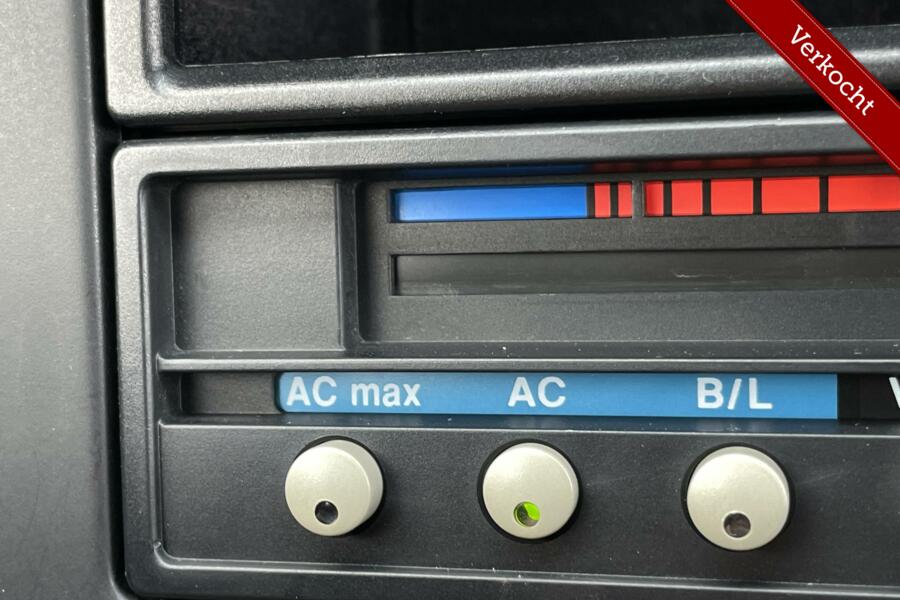 Verkocht
AC max AC B/L